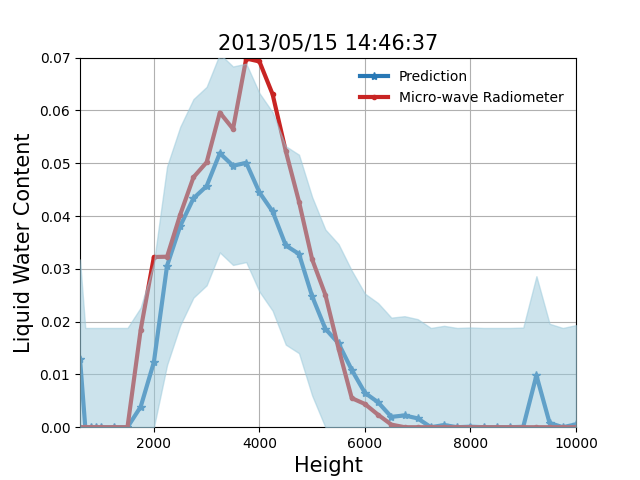 2013/05/15 14:46:37
Prediction
Micro-wave Radiometer
Liquid Water Content
0.07
0.06
0.05
0.04
0.03
0.02
0.01
0.00
2000 4000 6000 8000 10000
Height